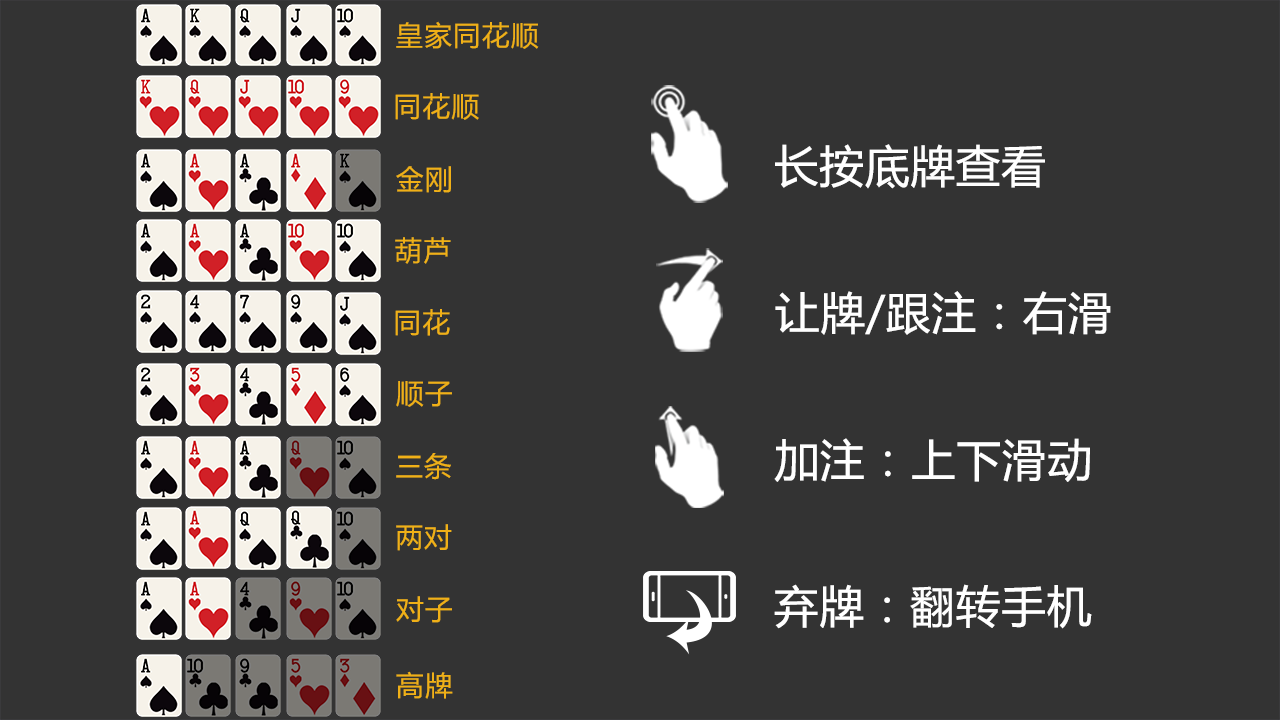 A K Q J 10 皇家同花顺
K Q J 10 9 同花顺
A A A A K 金刚
A A A 10 10 葫芦
2 4 7 9 J 同花
2 3 4 5 6 顺子
A A A Q 10 三条
A A Q Q 10 两对
A A 4 9 10 对子
A 10 9 5 3 高牌
长按底牌查看
让牌/跟注：右滑
加注：上下滑动
弃牌：翻转手机